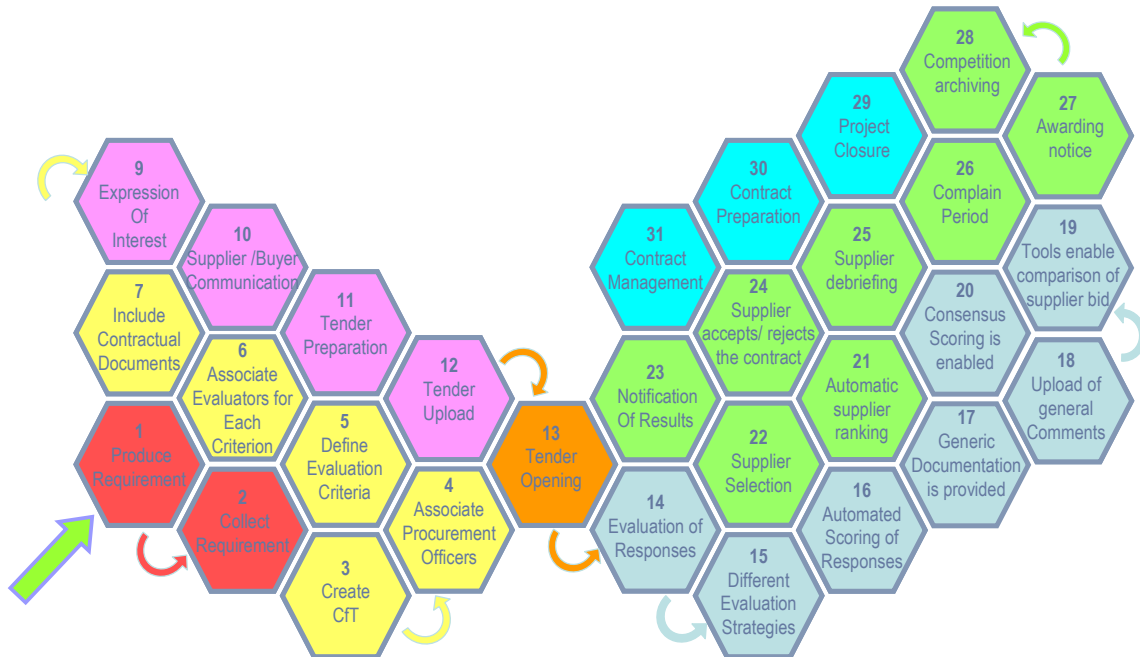 1
Produce
Requirement
2
Collect
Requirement
3
Create
CfT
4
Associate
Procurement
Officers
5
Define
Evaluation
Criteria
6
Associate
Evaluators for
Each
Criterion
7
Include
Contractual
Documents
9
Expression
Of
Interest
10
Supplier /Buyer
Communication
11
Tender
Preparation
12
Tender
Upload
13
Tender
Opening
14
Evaluation of
Responses
15
Different
Evaluation
Strategies
16
Automated
Scoring of
Responses
17
Generic
Documentation
is provided
18
Upload of
general
Comments
19
Tools enable
comparison of
supplier bid
20
Consensus
Scoring is
enabled
21
Automatic
supplier
ranking
22
Supplier
Selection
23
Notification
Of Results
24
Supplier
accepts/ rejects
the contract
25
Supplier
debriefing
26
Complain
Period
27
Awarding
notice
28
Competition
archiving
29
Project
Closure
30
Contract
Preparation
31
Contract
Management